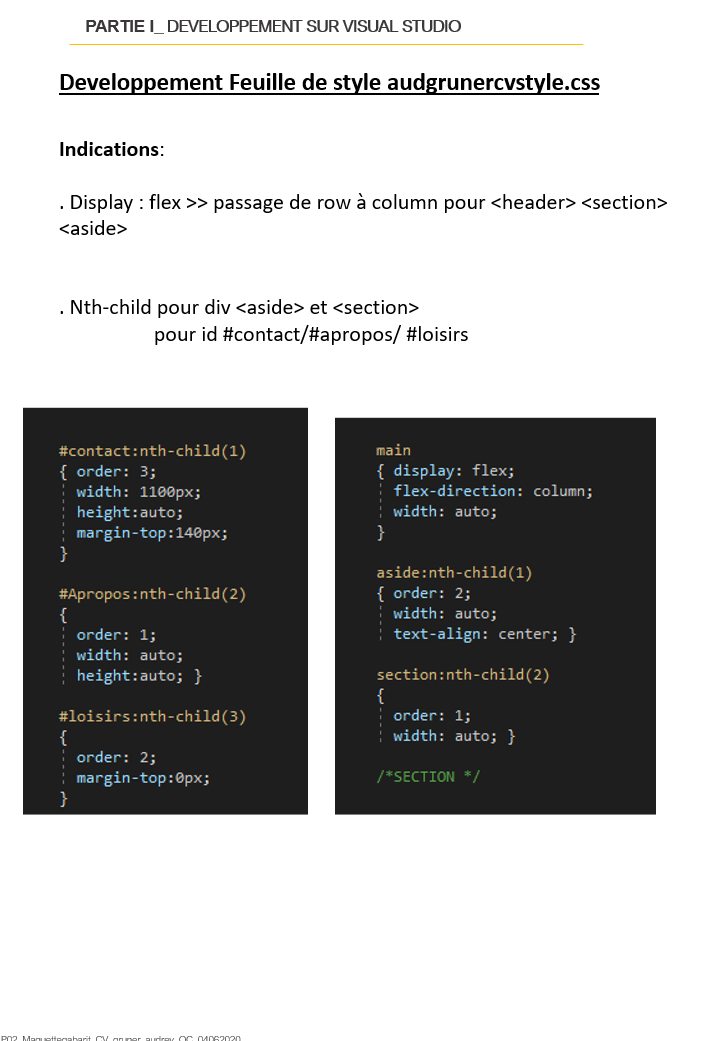 PARTIE I_ DEVELOPPEMENT SUR VISUAL STUDIO
Developpement Feuille de style audgrunercvstyle.css
Indications:
. Display : flex >> passage de row à column pour <header> <section>
<aside>
. Nth-child pour div <aside> et <section>
pour id #contact/#apropos/ #loisirs
#contact:nth-child(1)
{ order: 3;
width: 1100px;
height:auto;
margin-top:140px;
}
#Apropos:nth-child(2)
{
order: 1;
width: auto;
height:auto; }
#loisirs:nth-child(3)
{
order: 2;
margin-top:0px;
}
main
{ display: flex;
flex-direction: column;
width: auto;
}
aside:nth-child(1)
{ order: 2;
width: auto;
text-align: center; }
section:nth-child(2)
{
order: 1;
width: auto; }
/*SECTION */
P02_Maquettegabarit_CV_gruner_audrey_OC_04062020